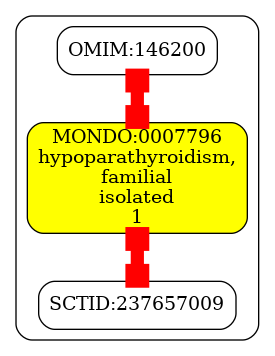 OMIM:146200
MONDO:0007796
hypoparathyroidism,
familial
isolated
1
SCTID:237657009